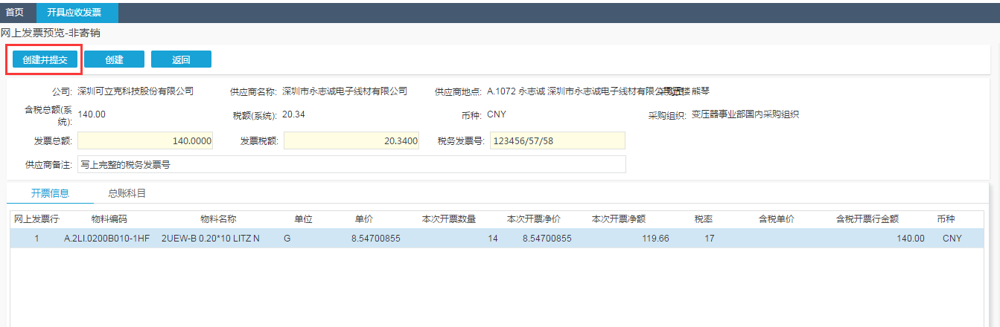 首页 开具应收发票
网上发票预览-非寄销
创建并提交 创建 返回
公司: 深圳可立克科技股份有限公司 供应商名称: 深圳市永志诚电子线材有限公司 供应商地点: A.1072 永志诚 深圳市永志诚电子线材有限公司 熊琴
含税总额(系统): 140.00 税额(系统): 20.34 币种: CNY 采购组织: 变压器事业部国内采购组织
发票总额: 140.0000 发票税额: 20.3400 税务发票号: 123456/57/58
供应商备注: 写上完整的税务发票号
开票信息 总账科目
网上发票行 物料编码 物料名称 单位 单价 本次开票数量 本次开票净价 本次开票净额 税率 含税单价 含税开票行金额 币种
1 A.2LI.0200B010-1HF 2UEW-B 0.20*10 LITZ N G 8.54700855 14 8.54700855 119.66 17 140.00 CNY